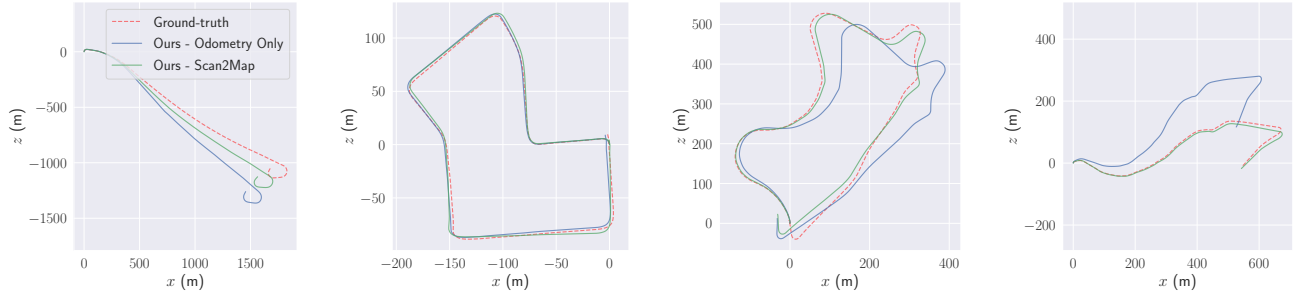 Ground-truth
Ours - Odometry Only
Ours - Scan2Map
0
−500
−1000
−1500
z (m)
0 500 1000 1500
x (m)
100
50
0
−50
z (m)
−200 −150 −100 −50 0
x (m)
500
400
300
200
100
0
z (m)
0 200 400
x (m)
400
200
0
−200
z (m)
0 200 400 600
x (m)